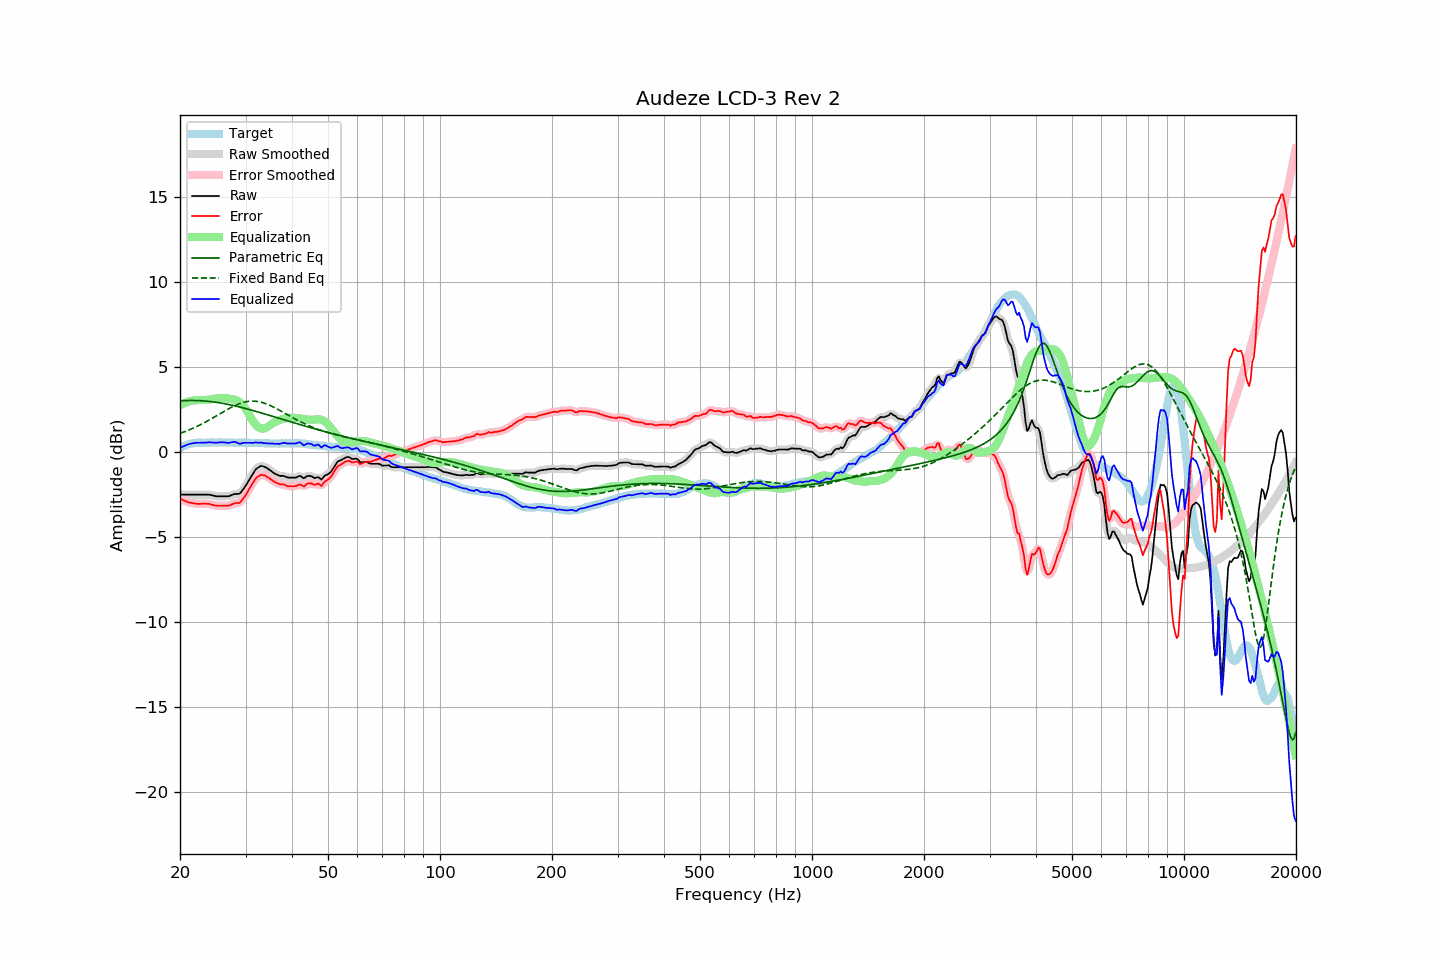 Audeze LCD-3 Rev 2
Target
Raw Smoothed
Error Smoothed
Raw
Error
Equalization
Parametric Eq
Fixed Band Eq
Equalized
15
10
5
0
−5
−10
−15
−20
Amplitude (dBr)
20 50 100 200 500 1000 2000 5000 10000 20000
Frequency (Hz)